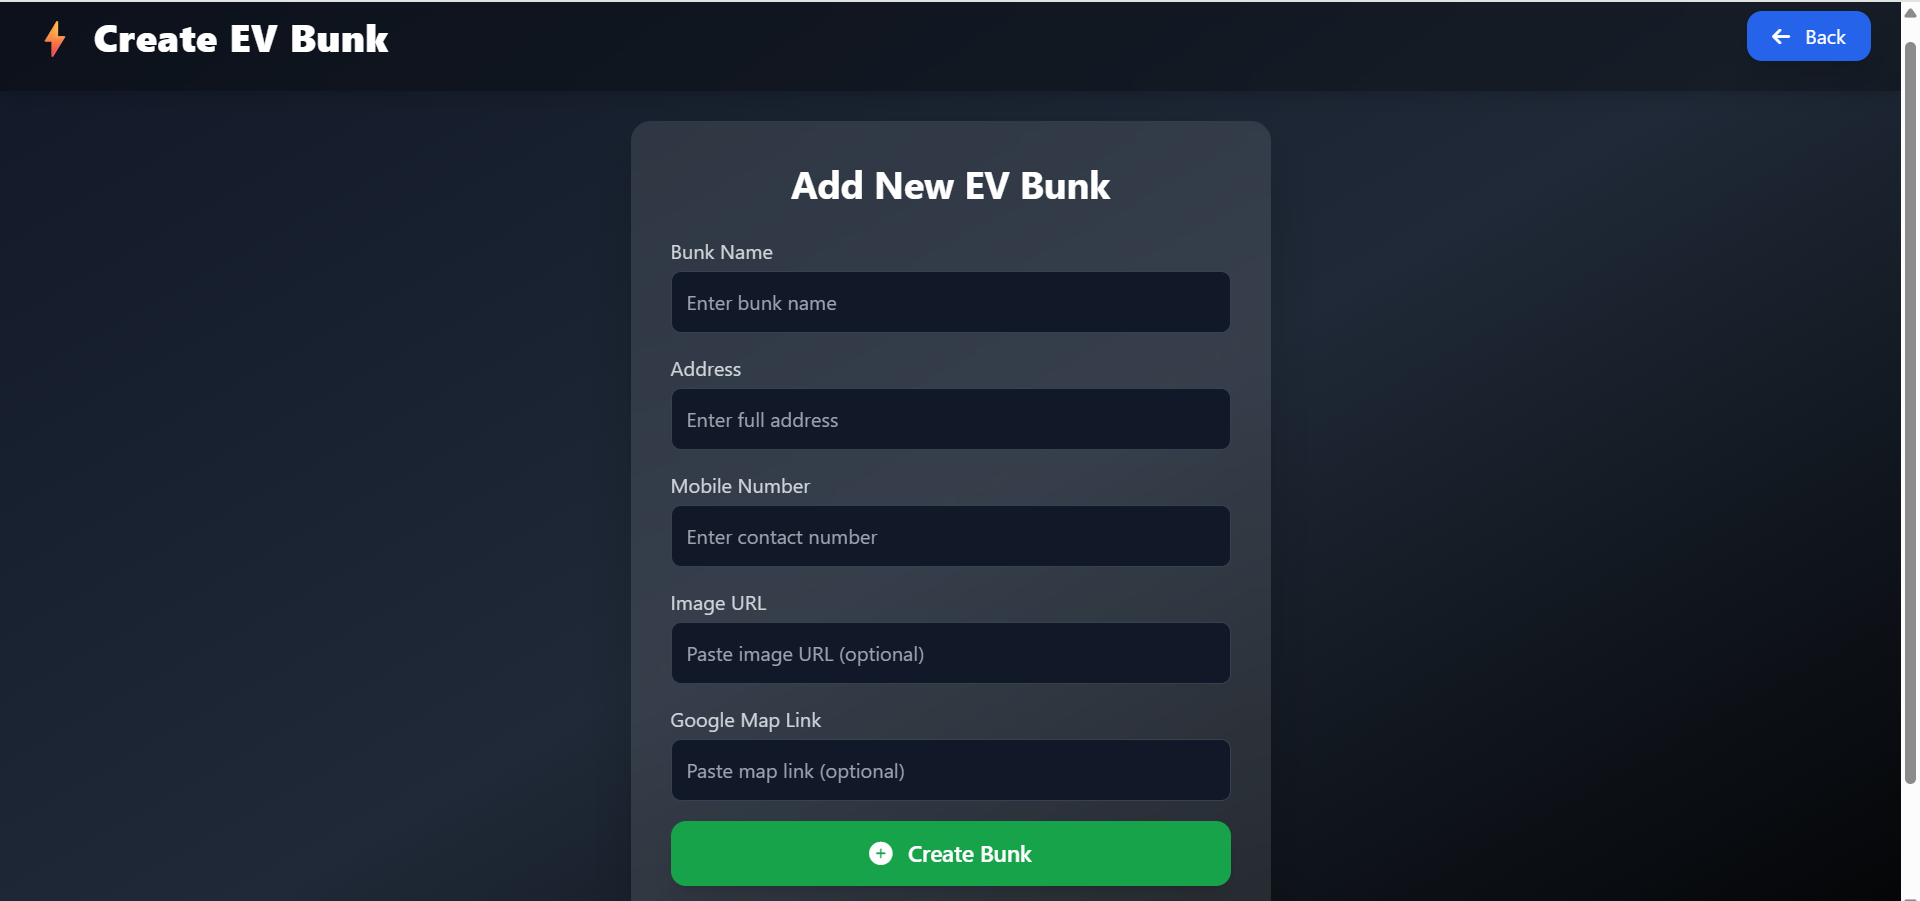 Create EV Bunk
Back
Add New EV Bunk
Bunk Name
Enter bunk name
Address
Enter full address
Mobile Number
Enter contact number
Image URL
Paste image URL (optional)
Google Map Link
Paste map link (optional)
Create Bunk